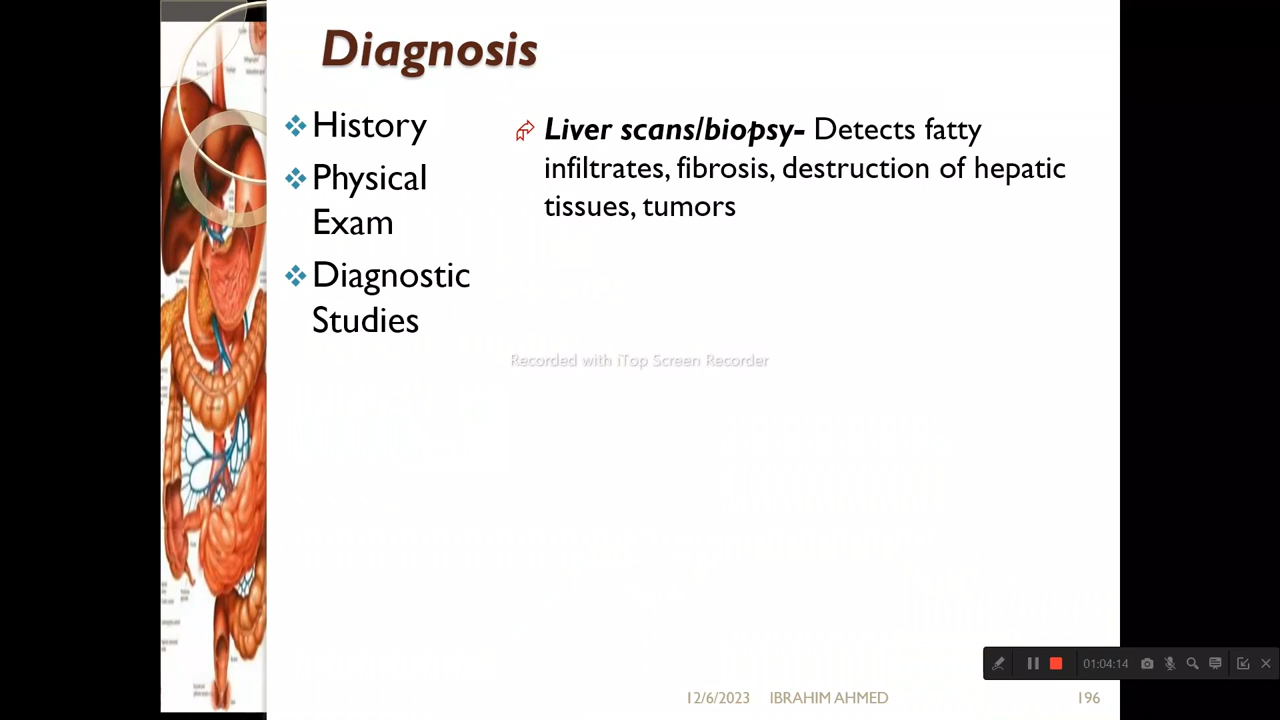 Diagnosis
History
Physical
Exam
Diagnostic
Studies
Liver scans/biopsy- Detects fatty
infiltrates, fibrosis, destruction of hepatic
tissues, tumors
Recorded with iTop Screen Recorder
01:04:14
12/6/2023 IBRAHIM AHMED 196